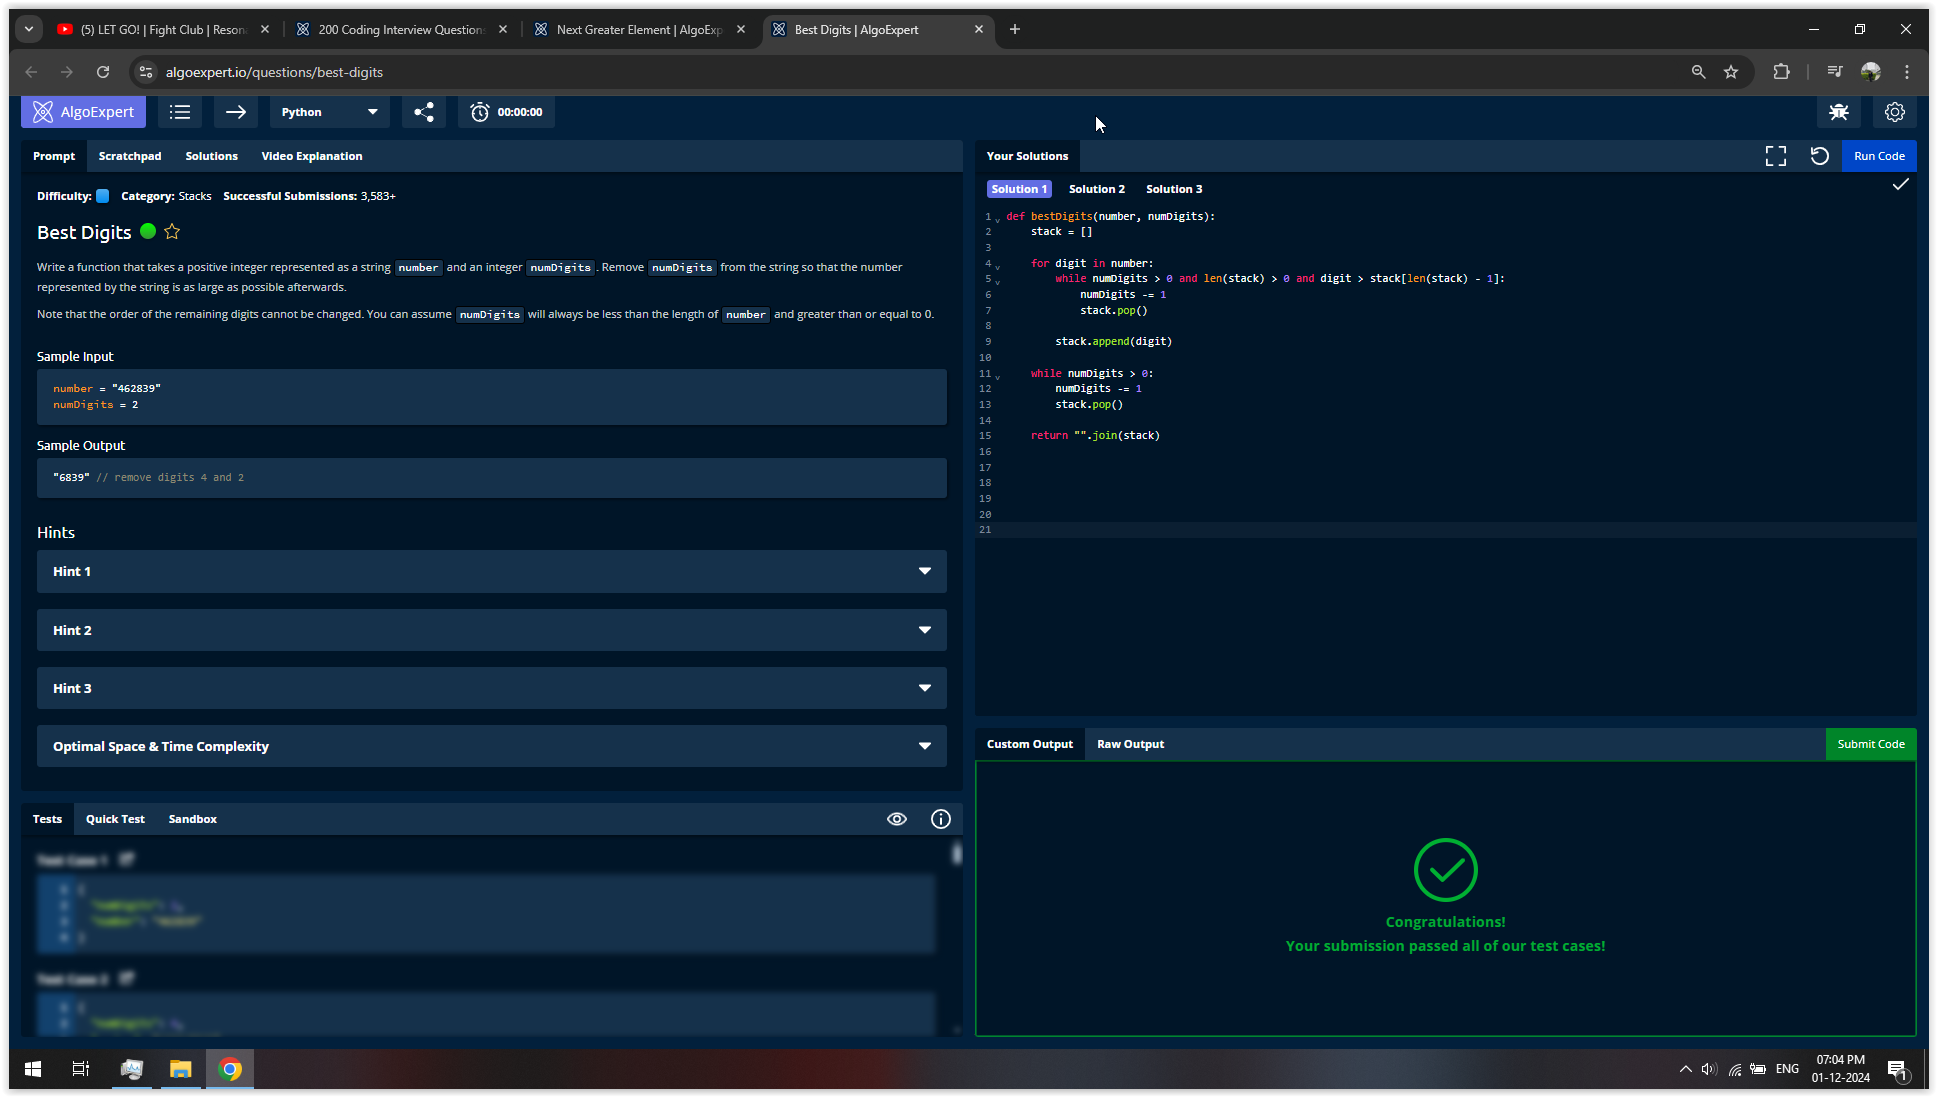 (5) LET GO! | Fight Club | Reson
200 Coding Interview Question
Next Greater Element | AlgoExp
Best Digits | AlgoExpert
algoexpert.io/questions/best-digits
AlgoExpert
Python
00:00:00
Prompt
Scratchpad
Solutions
Video Explanation
Difficulty: Category: Stacks Successful Submissions: 3,583+
Best Digits
Write a function that takes a positive integer represented as a string number and an integer numDigits. Remove numDigits from the string so that the number
represented by the string is as large as possible afterwards.
Note that the order of the remaining digits cannot be changed. You can assume numDigits will always be less than the length of number and greater than or equal to 0.
Sample Input
number = "462839"
numDigits = 2
Sample Output
"6839" // remove digits 4 and 2
Hints
Hint 1
Hint 2
Hint 3
Optimal Space & Time Complexity
Tests
Quick Test
Sandbox
Test Case 1
Test Case 2
Your Solutions
Run Code
Solution 1
Solution 2
Solution 3
1 def bestDigits(number, numDigits):
2 stack = []
3
4 for digit in number:
5 while numDigits > 0 and len(stack) > 0 and digit > stack[len(stack) - 1]:
6 numDigits -= 1
7 stack.pop()
8
9 stack.append(digit)
10
11 while numDigits > 0:
12 numDigits -= 1
13 stack.pop()
14
15 return "".join(stack)
16
17
18
19
20
21
Custom Output
Raw Output
Submit Code
Congratulations!
Your submission passed all of our test cases!
ENG
07:04 PM
01-12-2024
1